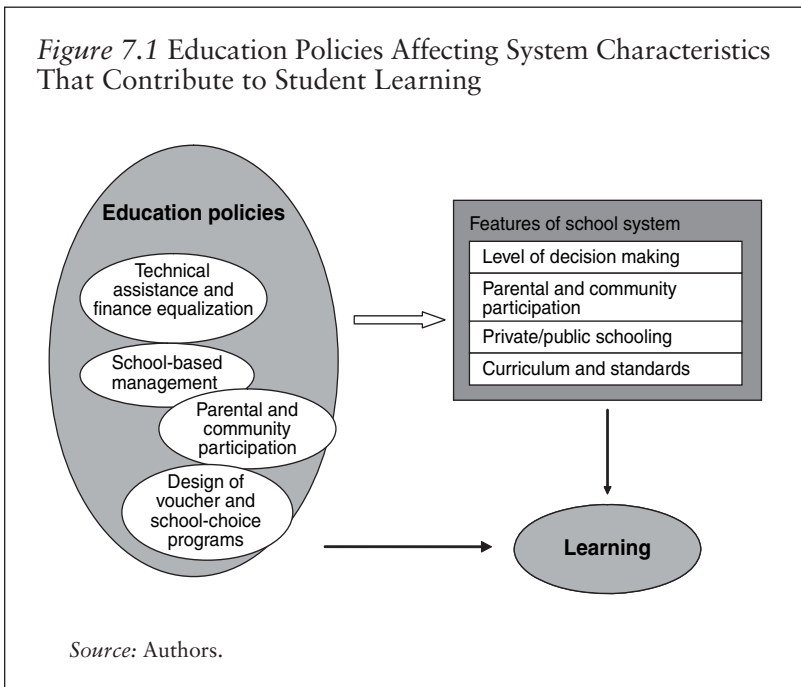 Figure 7.1 Education Policies Affecting System Characteristics
That Contribute to Student Learning
Education policies
Technical
assistance and
finance equalization
School-based
management
Parental and
community
participation
Design of
voucher and
school-choice
programs
Features of school system
Level of decision making
Parental and community
participation
Private/public schooling
Curriculum and standards
Learning
Source: Authors.